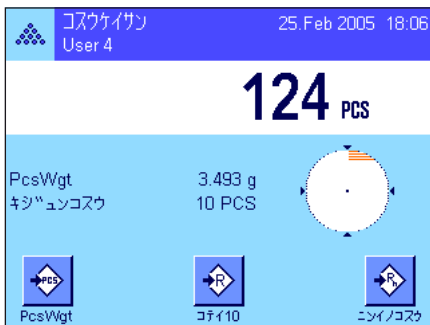 コスウケイサン 25.Feb 2005 18:06
User 4
124 PCS
PcsWgt 3.493 g
キジュンコスウ 10 PCS
PCS R Rn
PcsWgt コテイ10 ニンイノコスウ